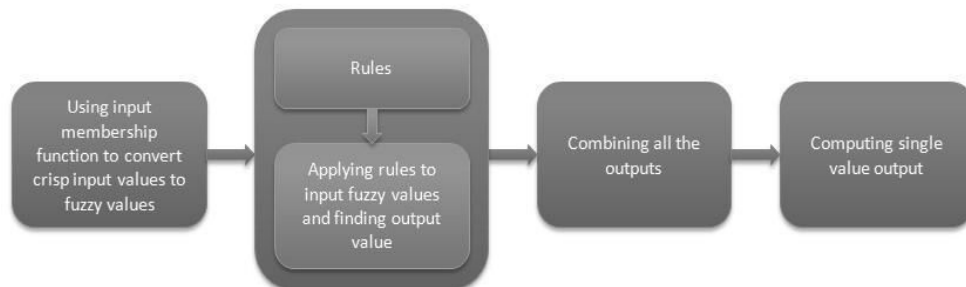 Using input
membership
function to convert
crisp input values to
fuzzy values
Rules
Applying rules to
input fuzzy values
and finding output
value
Combining all the
outputs
Computing single
value output